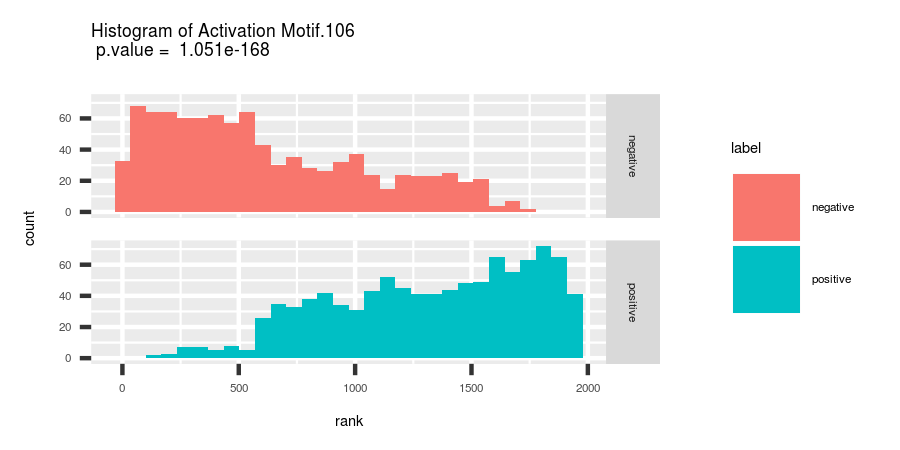 Histogram of Activation Motif.106
p.value = 1.051e-168
count
60
40
20
0
negative
60
40
20
0
positive
0
500
1000
1500
2000
rank
label
negative
positive